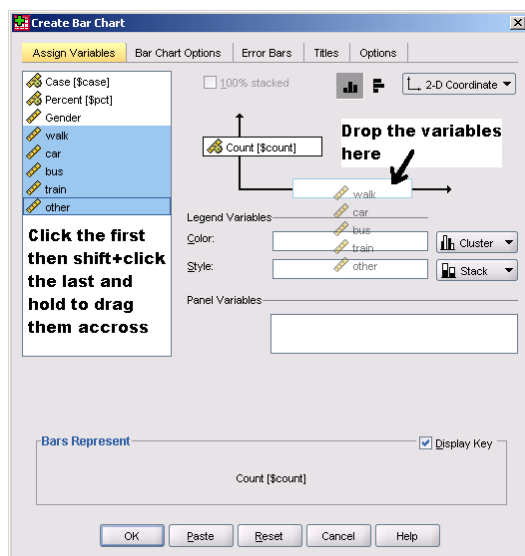 Create Bar Chart
Assign Variables
Bar Chart Options
Error Bars
Titles
Options
Case [$case]
Percent [$pct]
Gender
walk
car
bus
train
other
Click the first
then shift+click
the last and
hold to drag
them accross
100% stacked
2-D Coordinate
Drop the variables
here
Count [$count]
walk
car
bus
train
other
Legend Variables
Color:
Cluster
Style:
Stack
Panel Variables
Bars Represent
Display Key
Count [$count]
OK
Paste
Reset
Cancel
Help